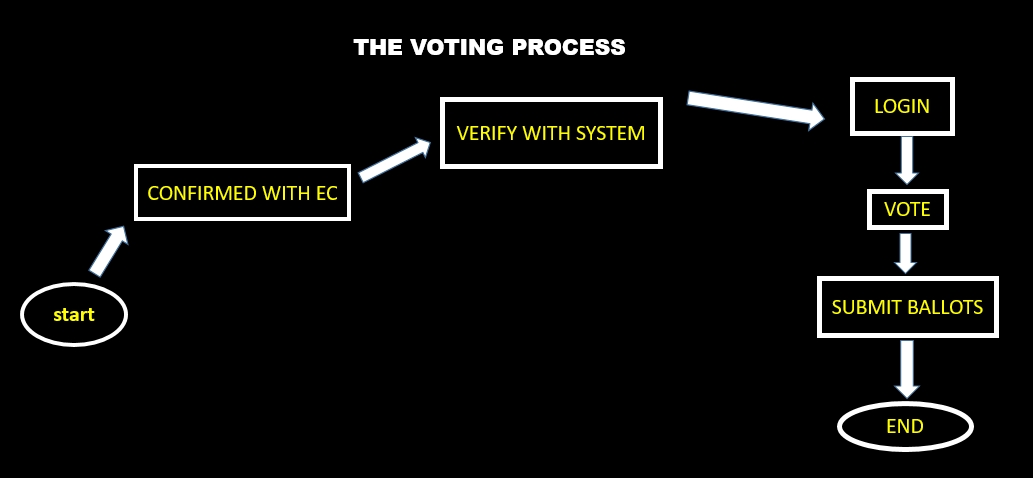 THE VOTING PROCESS
start
CONFIRMED WITH EC
VERIFY WITH SYSTEM
LOGIN
VOTE
SUBMIT BALLOTS
END